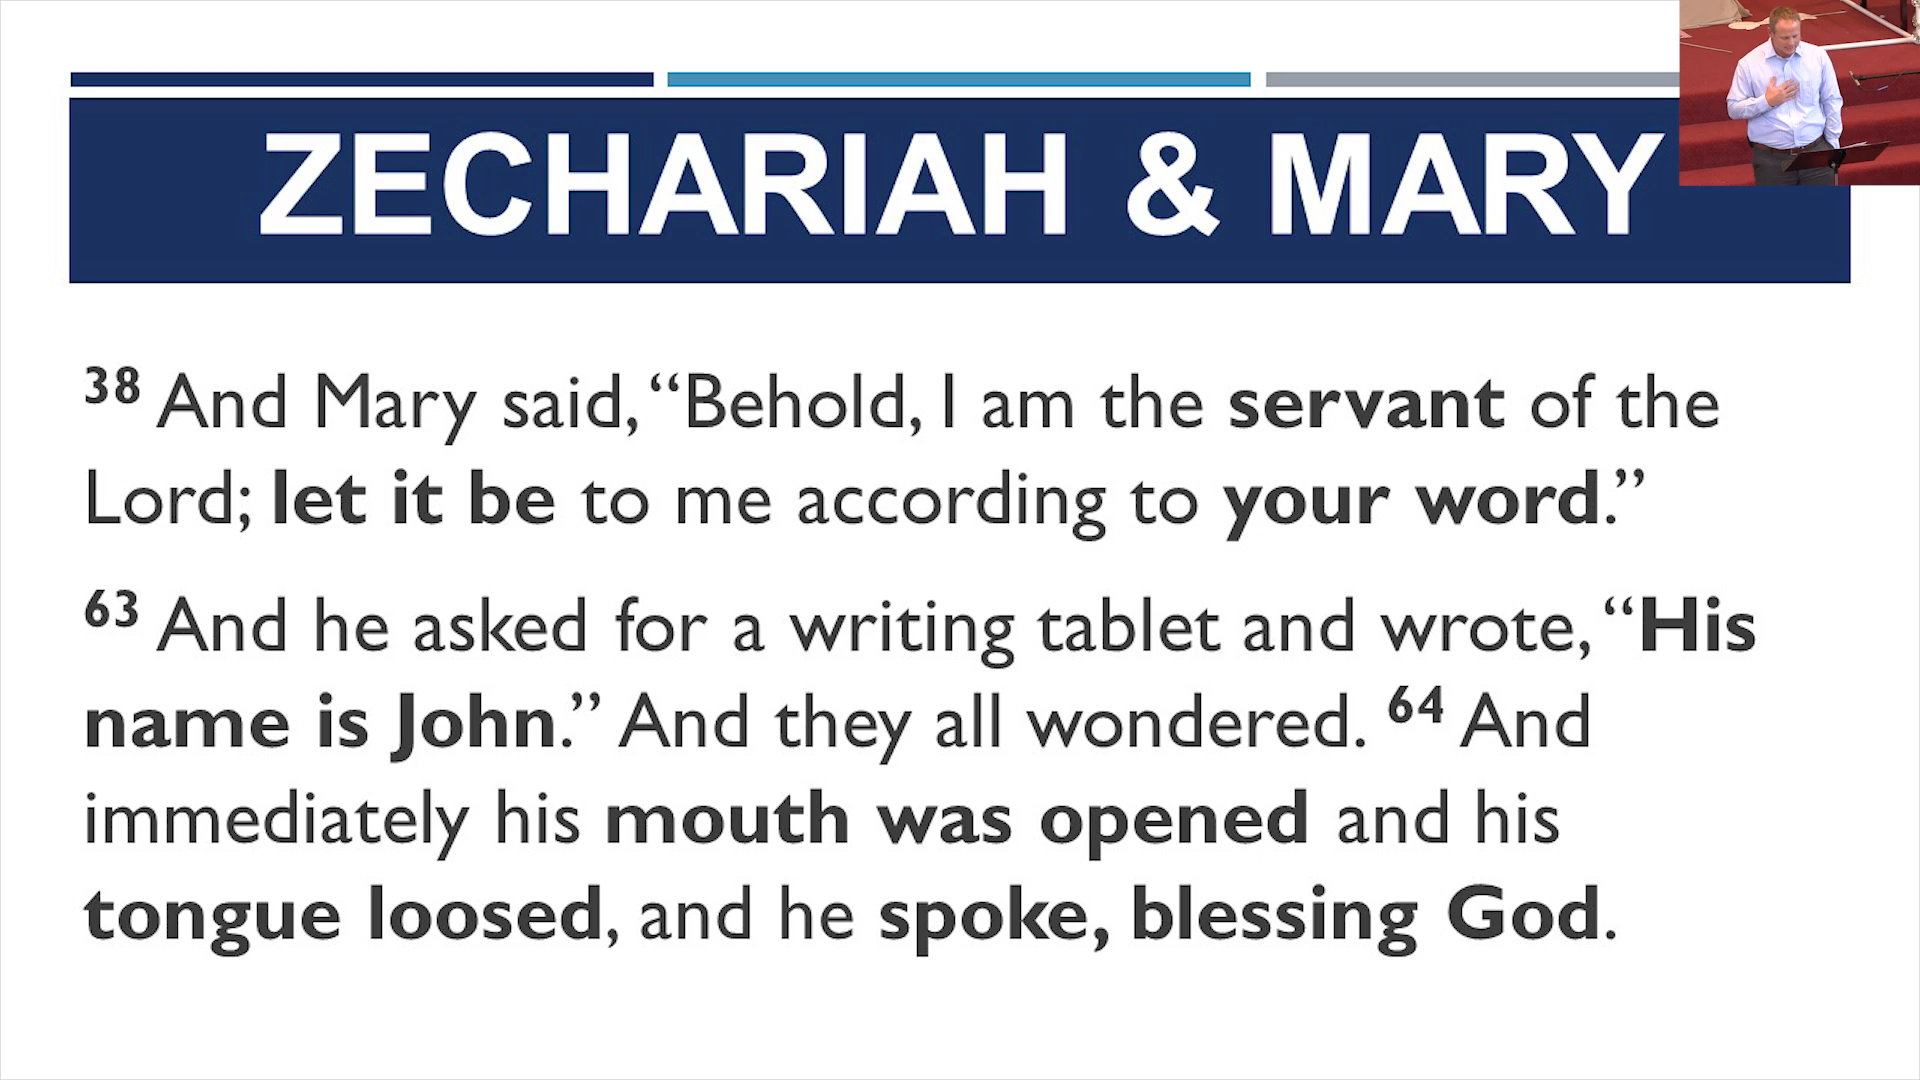 ZECHARIAH & MARY
38 And Mary said, “Behold, I am the servant of the
Lord; let it be to me according to your word.”
63 And he asked for a writing tablet and wrote, “His
name is John.” And they all wondered. 64 And
immediately his mouth was opened and his
tongue loosed, and he spoke, blessing God.